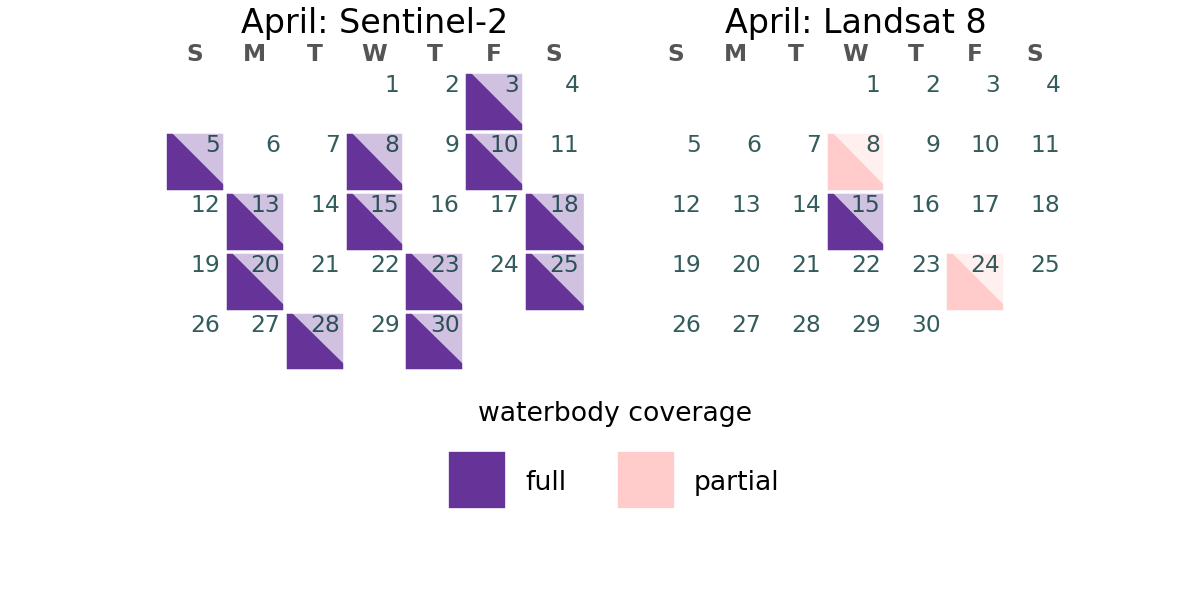 April: Sentinel-2
S M T W T F S
1 2 3 4
5 6 7 8 9 10 11
12 13 14 15 16 17 18
19 20 21 22 23 24 25
26 27 28 29 30
April: Landsat 8
S M T W T F S
1 2 3 4
5 6 7 8 9 10 11
12 13 14 15 16 17 18
19 20 21 22 23 24 25
26 27 28 29 30
waterbody coverage
full
partial